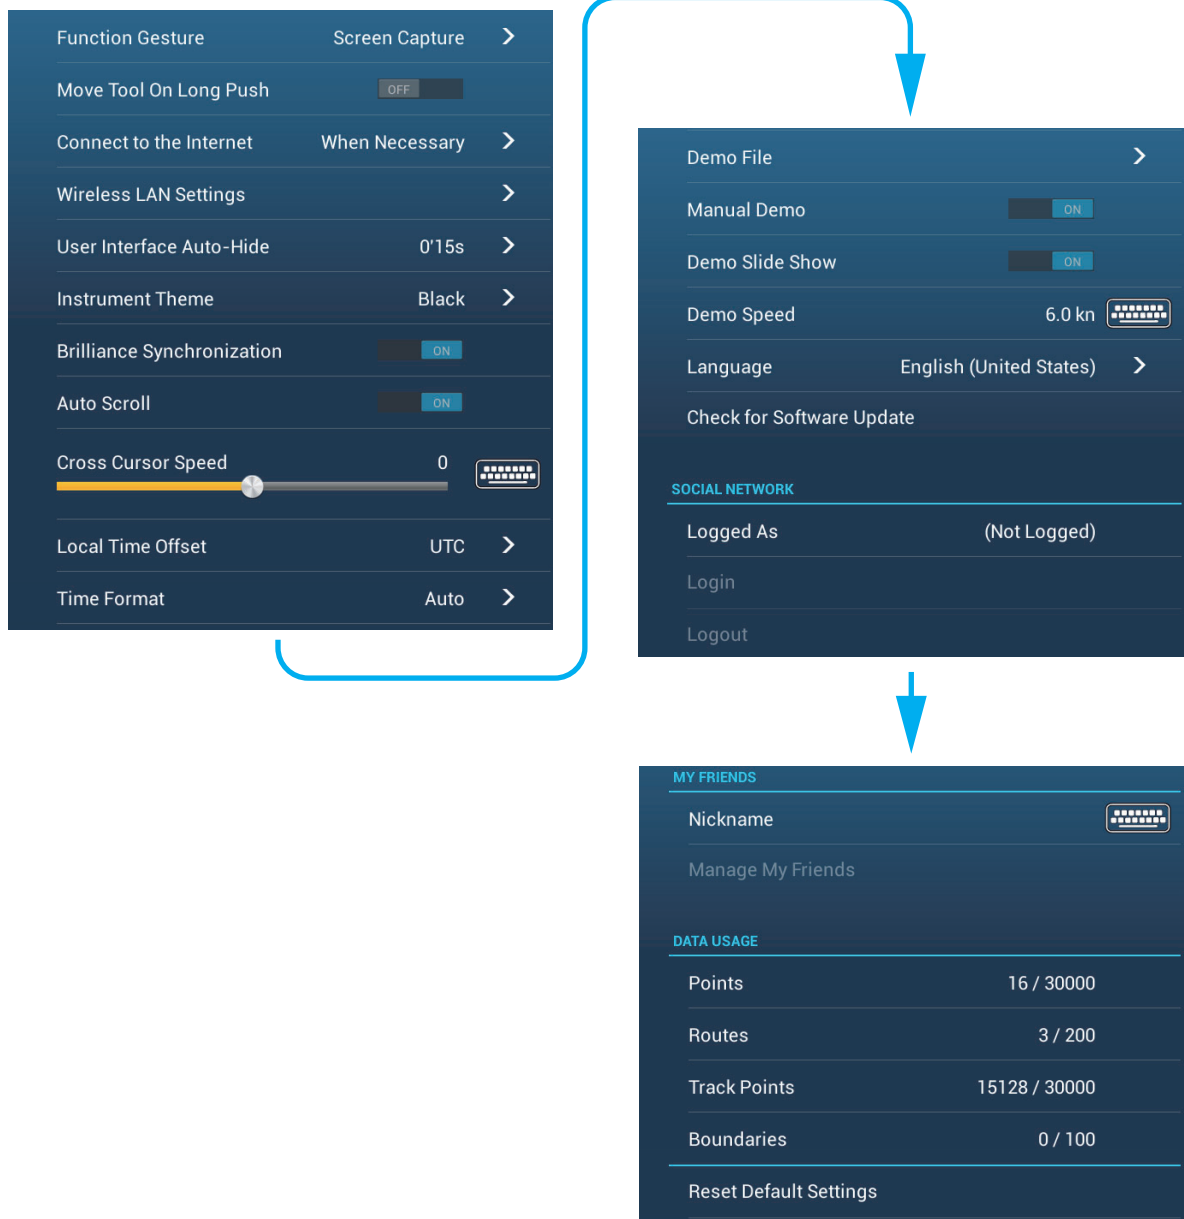 Function Gesture Screen Capture
Move Tool On Long Push OFF
Connect to the Internet When Necessary
Wireless LAN Settings
User Interface Auto-Hide 0'15s
Instrument Theme Black
Brilliance Synchronization ON
Auto Scroll ON
Cross Cursor Speed 0
Local Time Offset UTC
Time Format Auto
Demo File
Manual Demo ON
Demo Slide Show ON
Demo Speed 6.0 kn
Language English (United States)
Check for Software Update
SOCIAL NETWORK
Logged As (Not Logged)
Login
Logout
MY FRIENDS
Nickname
Manage My Friends
DATA USAGE
Points 16 / 30000
Routes 3 / 200
Track Points 15128 / 30000
Boundaries 0 / 100
Reset Default Settings